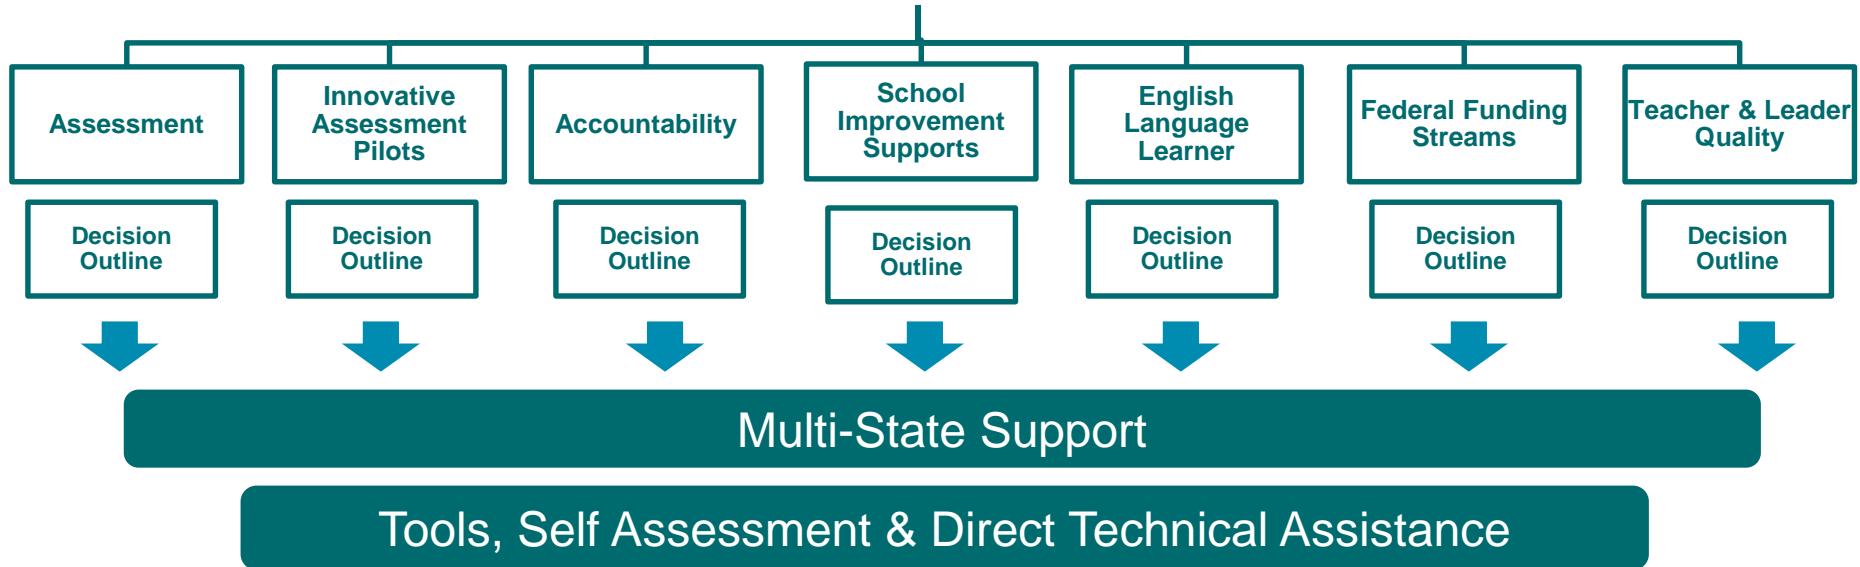 Assessment
Innovative
Assessment
Pilots
Accountability
School
Improvement
Supports
English
Language
Learner
Federal Funding
Streams
Teacher & Leader
Quality
Decision
Outline
Decision
Outline
Decision
Outline
Decision
Outline
Decision
Outline
Decision
Outline
Decision
Outline
Multi-State Support
Tools, Self Assessment & Direct Technical Assistance